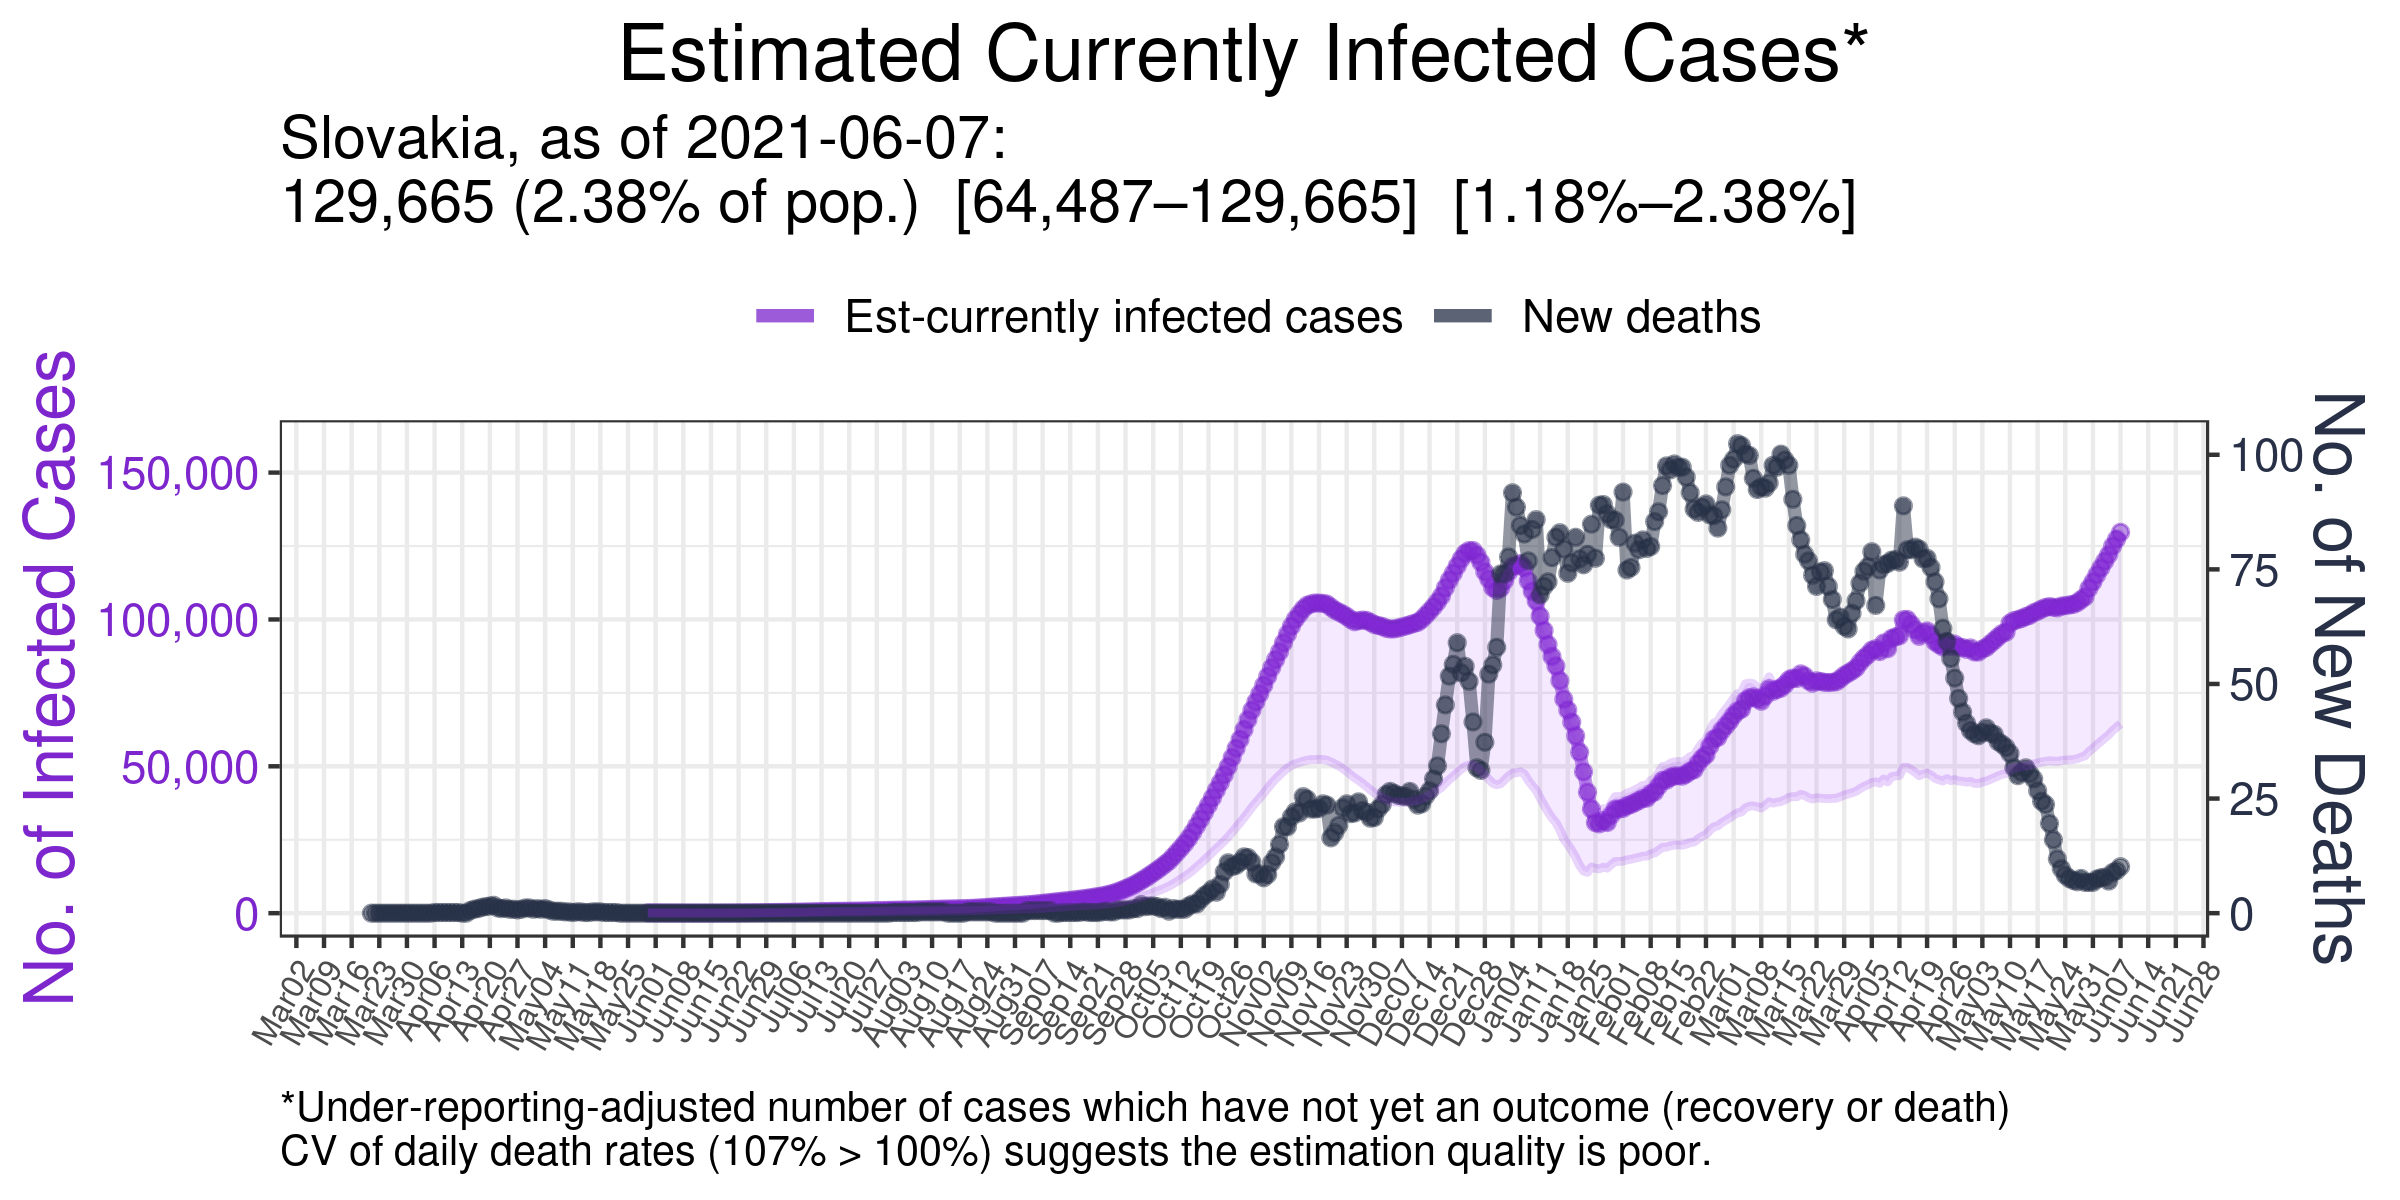 Estimated Currently Infected Cases*
Slovakia, as of 2021-06-07:
129,665 (2.38% of pop.)  [64,487–129,665]  [1.18%–2.38%]
Est-currently infected cases
New deaths
No. of Infected Cases
150,000
100,000
50,000
0
No. of New Deaths
100
75
50
25
0
Mar02
Mar09
Mar16
Mar23
Mar30
Apr06
Apr13
Apr20
Apr27
May04
May11
May18
May25
Jun01
Jun08
Jun15
Jun22
Jun29
Jul06
Jul13
Jul20
Jul27
Aug03
Aug10
Aug17
Aug24
Aug31
Sep07
Sep14
Sep21
Sep28
Oct05
Oct12
Oct19
Oct26
Nov02
Nov09
Nov16
Nov23
Nov30
Dec07
Dec14
Dec21
Dec28
Jan04
Jan11
Jan18
Jan25
Feb01
Feb08
Feb15
Feb22
Mar01
Mar08
Mar15
Mar22
Mar29
Apr05
Apr12
Apr19
Apr26
May03
May10
May17
May24
May31
Jun07
Jun14
Jun21
Jun28
*Under-reporting-adjusted number of cases which have not yet an outcome (recovery or death)
CV of daily death rates (107% > 100%) suggests the estimation quality is poor.